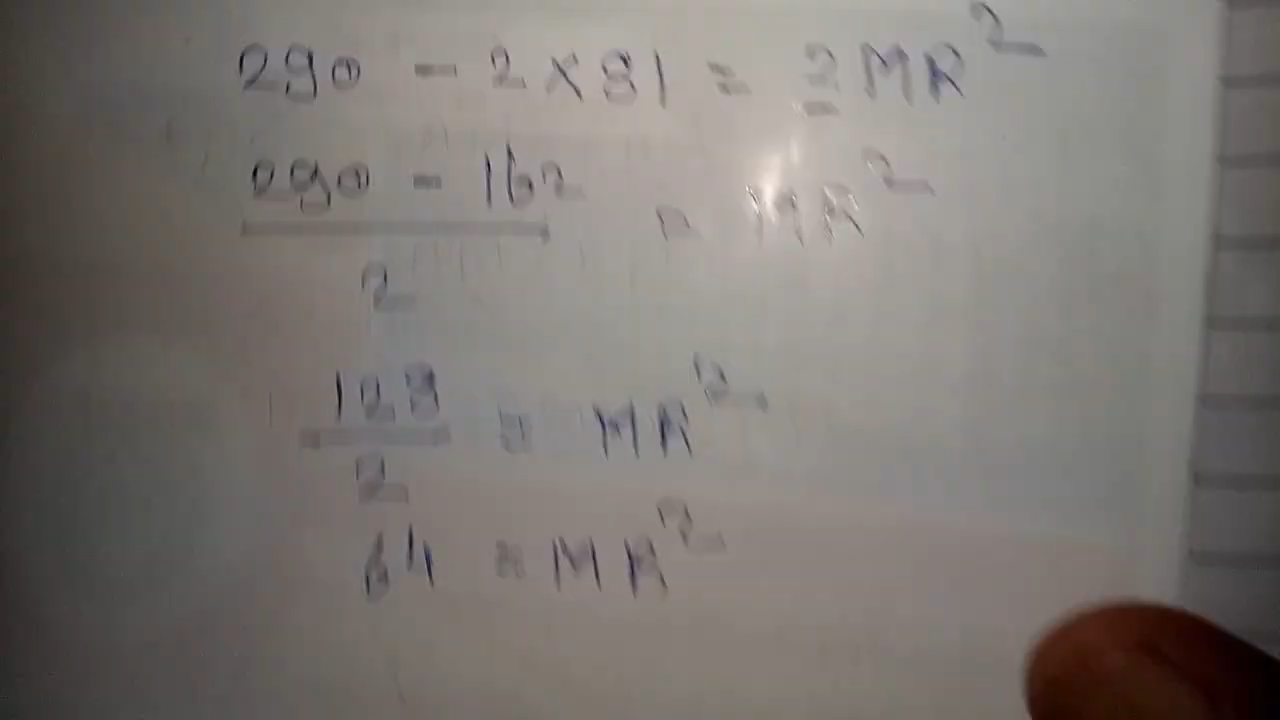 290 - 2×81 = 2MR²
290 - 162 = MR²
2
128 = MR²
2
64 = MR²